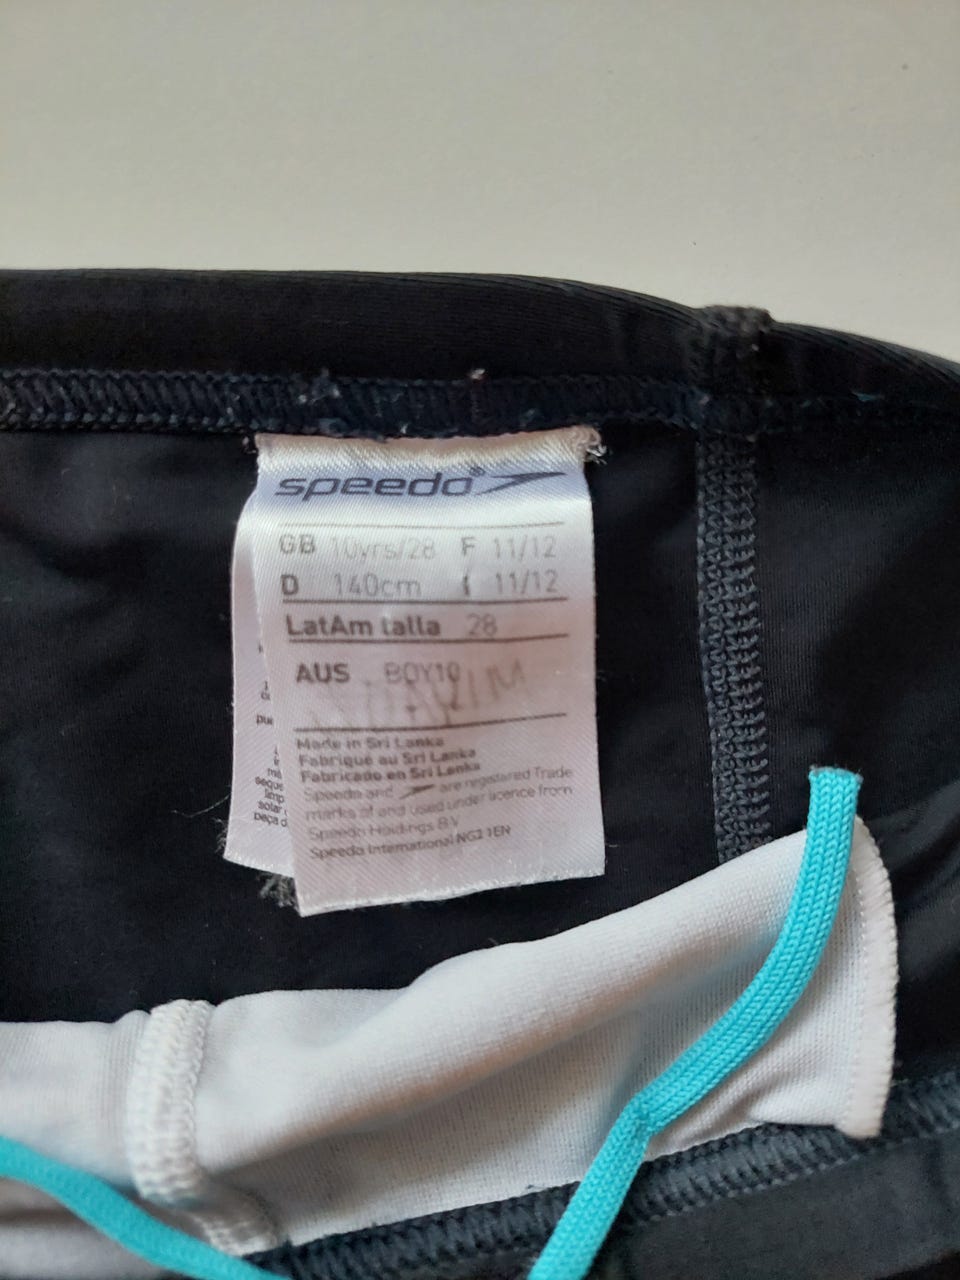 speedo®
GB 10yrs/28 F 11/12
D 140cm I 11/12
LatAm talla 28
AUS BOY10
Made in Sri Lanka
Fabriqué au Sri Lanka
Fabricado en Sri Lanka
Speedo and are registered Trade
marks of and used under licence from
Speedo Holdings B.V
Speedo International NG2 1EN